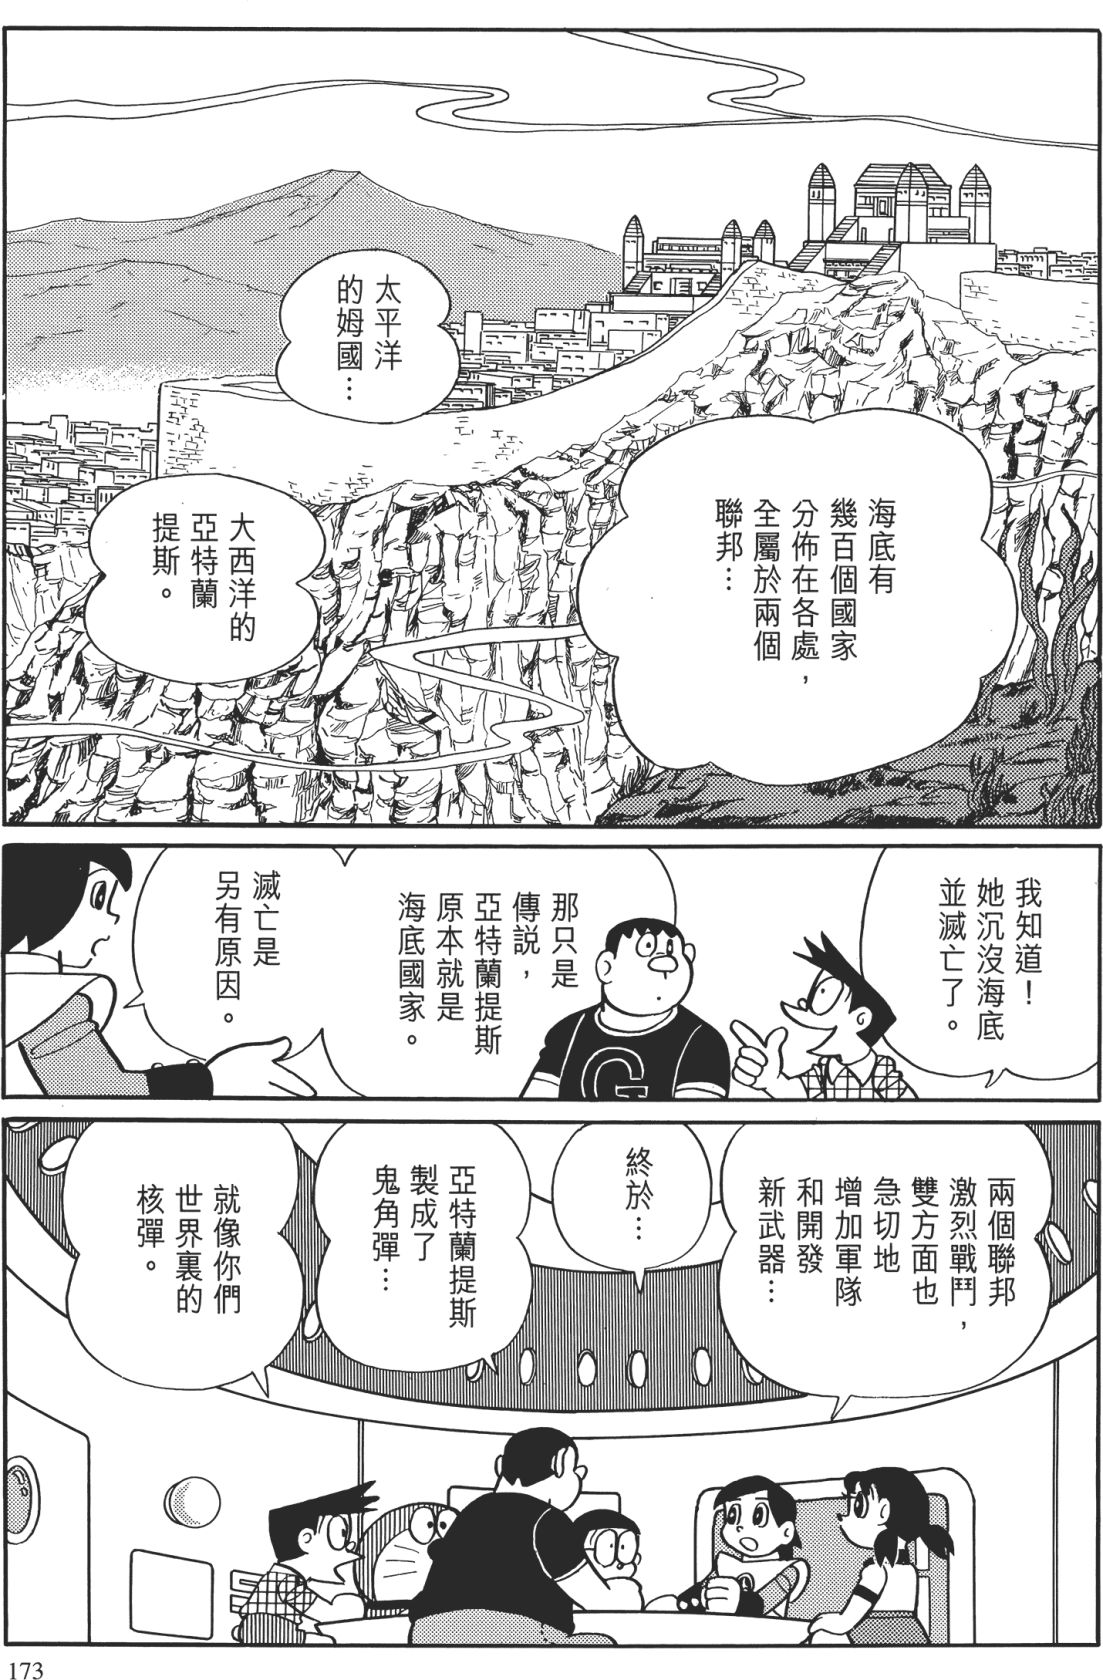 海底有
幾百個國家
分佈在各處，
全屬於兩個
聯邦…
太平洋
的姆國…
大西洋的
亞特蘭
提斯。
我知道！
她沉沒海底
並滅亡了。
G
那只是
傳說，
亞特蘭提斯
原本就是
海底國家。
滅亡是
另有原因。
兩個聯邦
激烈戰鬥，
雙方面也
急切地
增加軍隊
和開發
新武器…
終於…
亞特蘭提斯
製成了
鬼角彈…
就像你們
世界裏的
核彈。
173